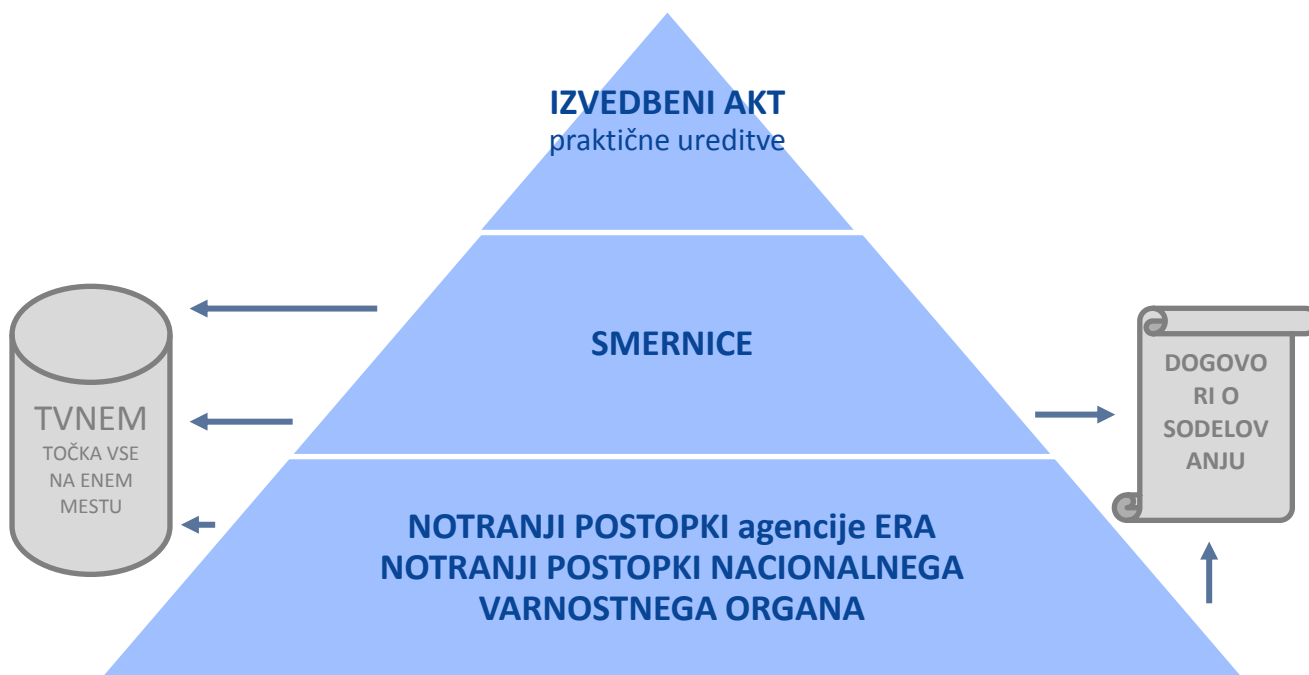 IZVEDBENI AKT
praktične ureditve
SMERNICE
TVNEM
TOČKA VSE
NA ENEM
MESTU
DOGOVO
RI O
SODELOV
ANJU
NOTRANJI POSTOPKI agencije ERA
NOTRANJI POSTOPKI NACIONALNEGA
VARNOSTNEGA ORGANA